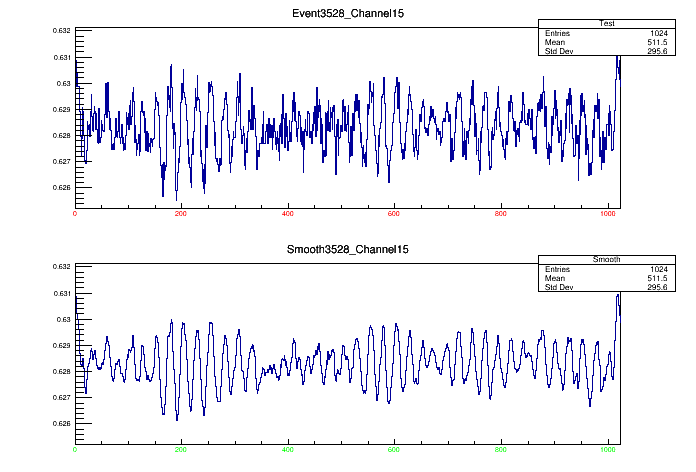 Event3528_Channel15
Test
Entries 1024
Mean 511.5
Std Dev 295.6
0.632
0.631
0.63
0.629
0.628
0.627
0.626
0 200 400 600 800 1000
Smooth3528_Channel15
Smooth
Entries 1024
Mean 511.5
Std Dev 295.6
0.632
0.631
0.63
0.629
0.628
0.627
0.626
0 200 400 600 800 1000